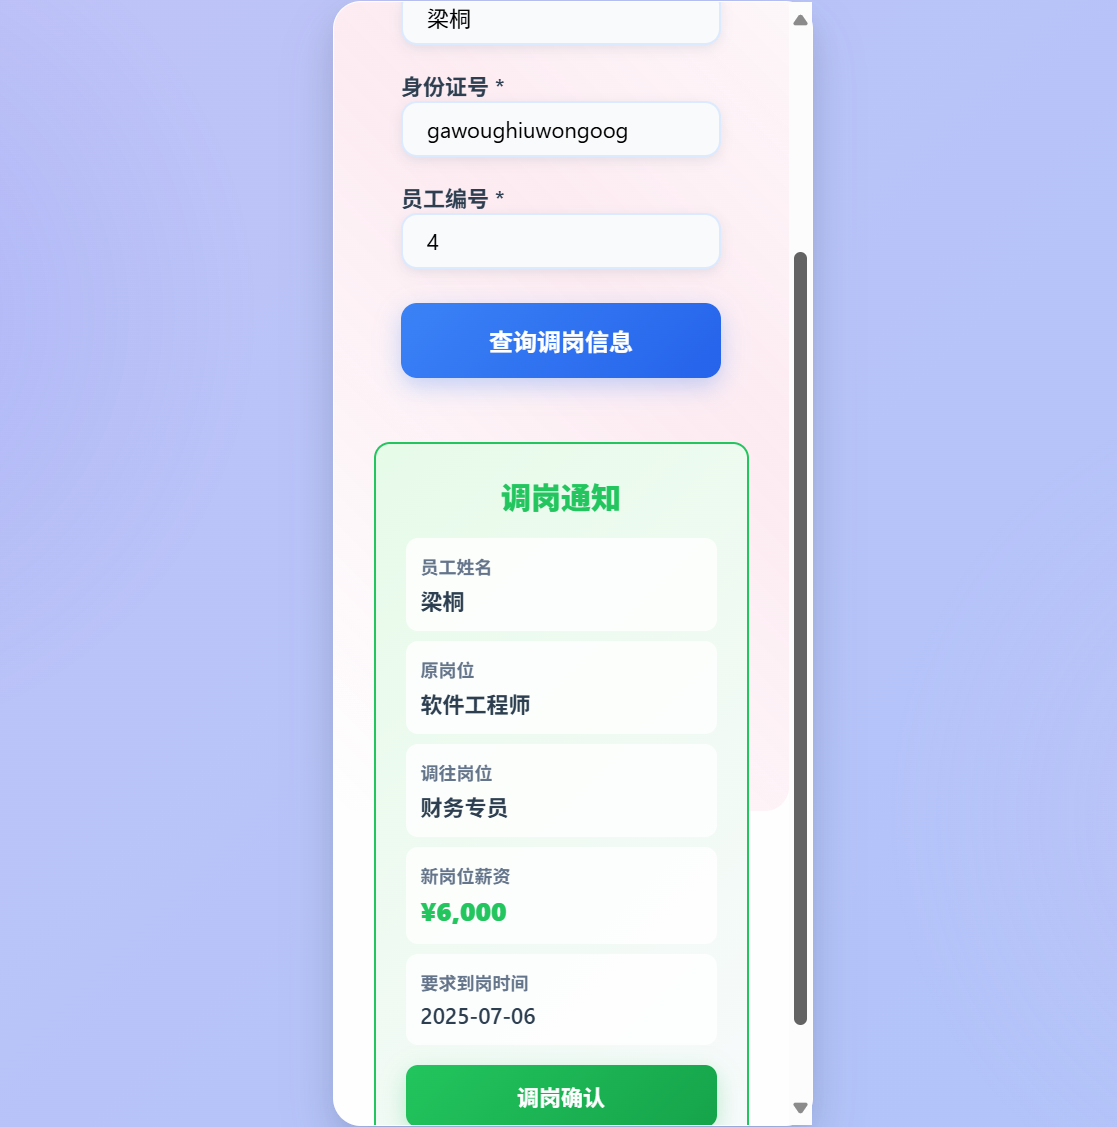 梁桐
身份证号 *
gawoughiuwongoog
员工编号 *
4
查询调岗信息
调岗通知
员工姓名
梁桐
原岗位
软件工程师
调往岗位
财务专员
新岗位薪资
¥6,000
要求到岗时间
2025-07-06
调岗确认